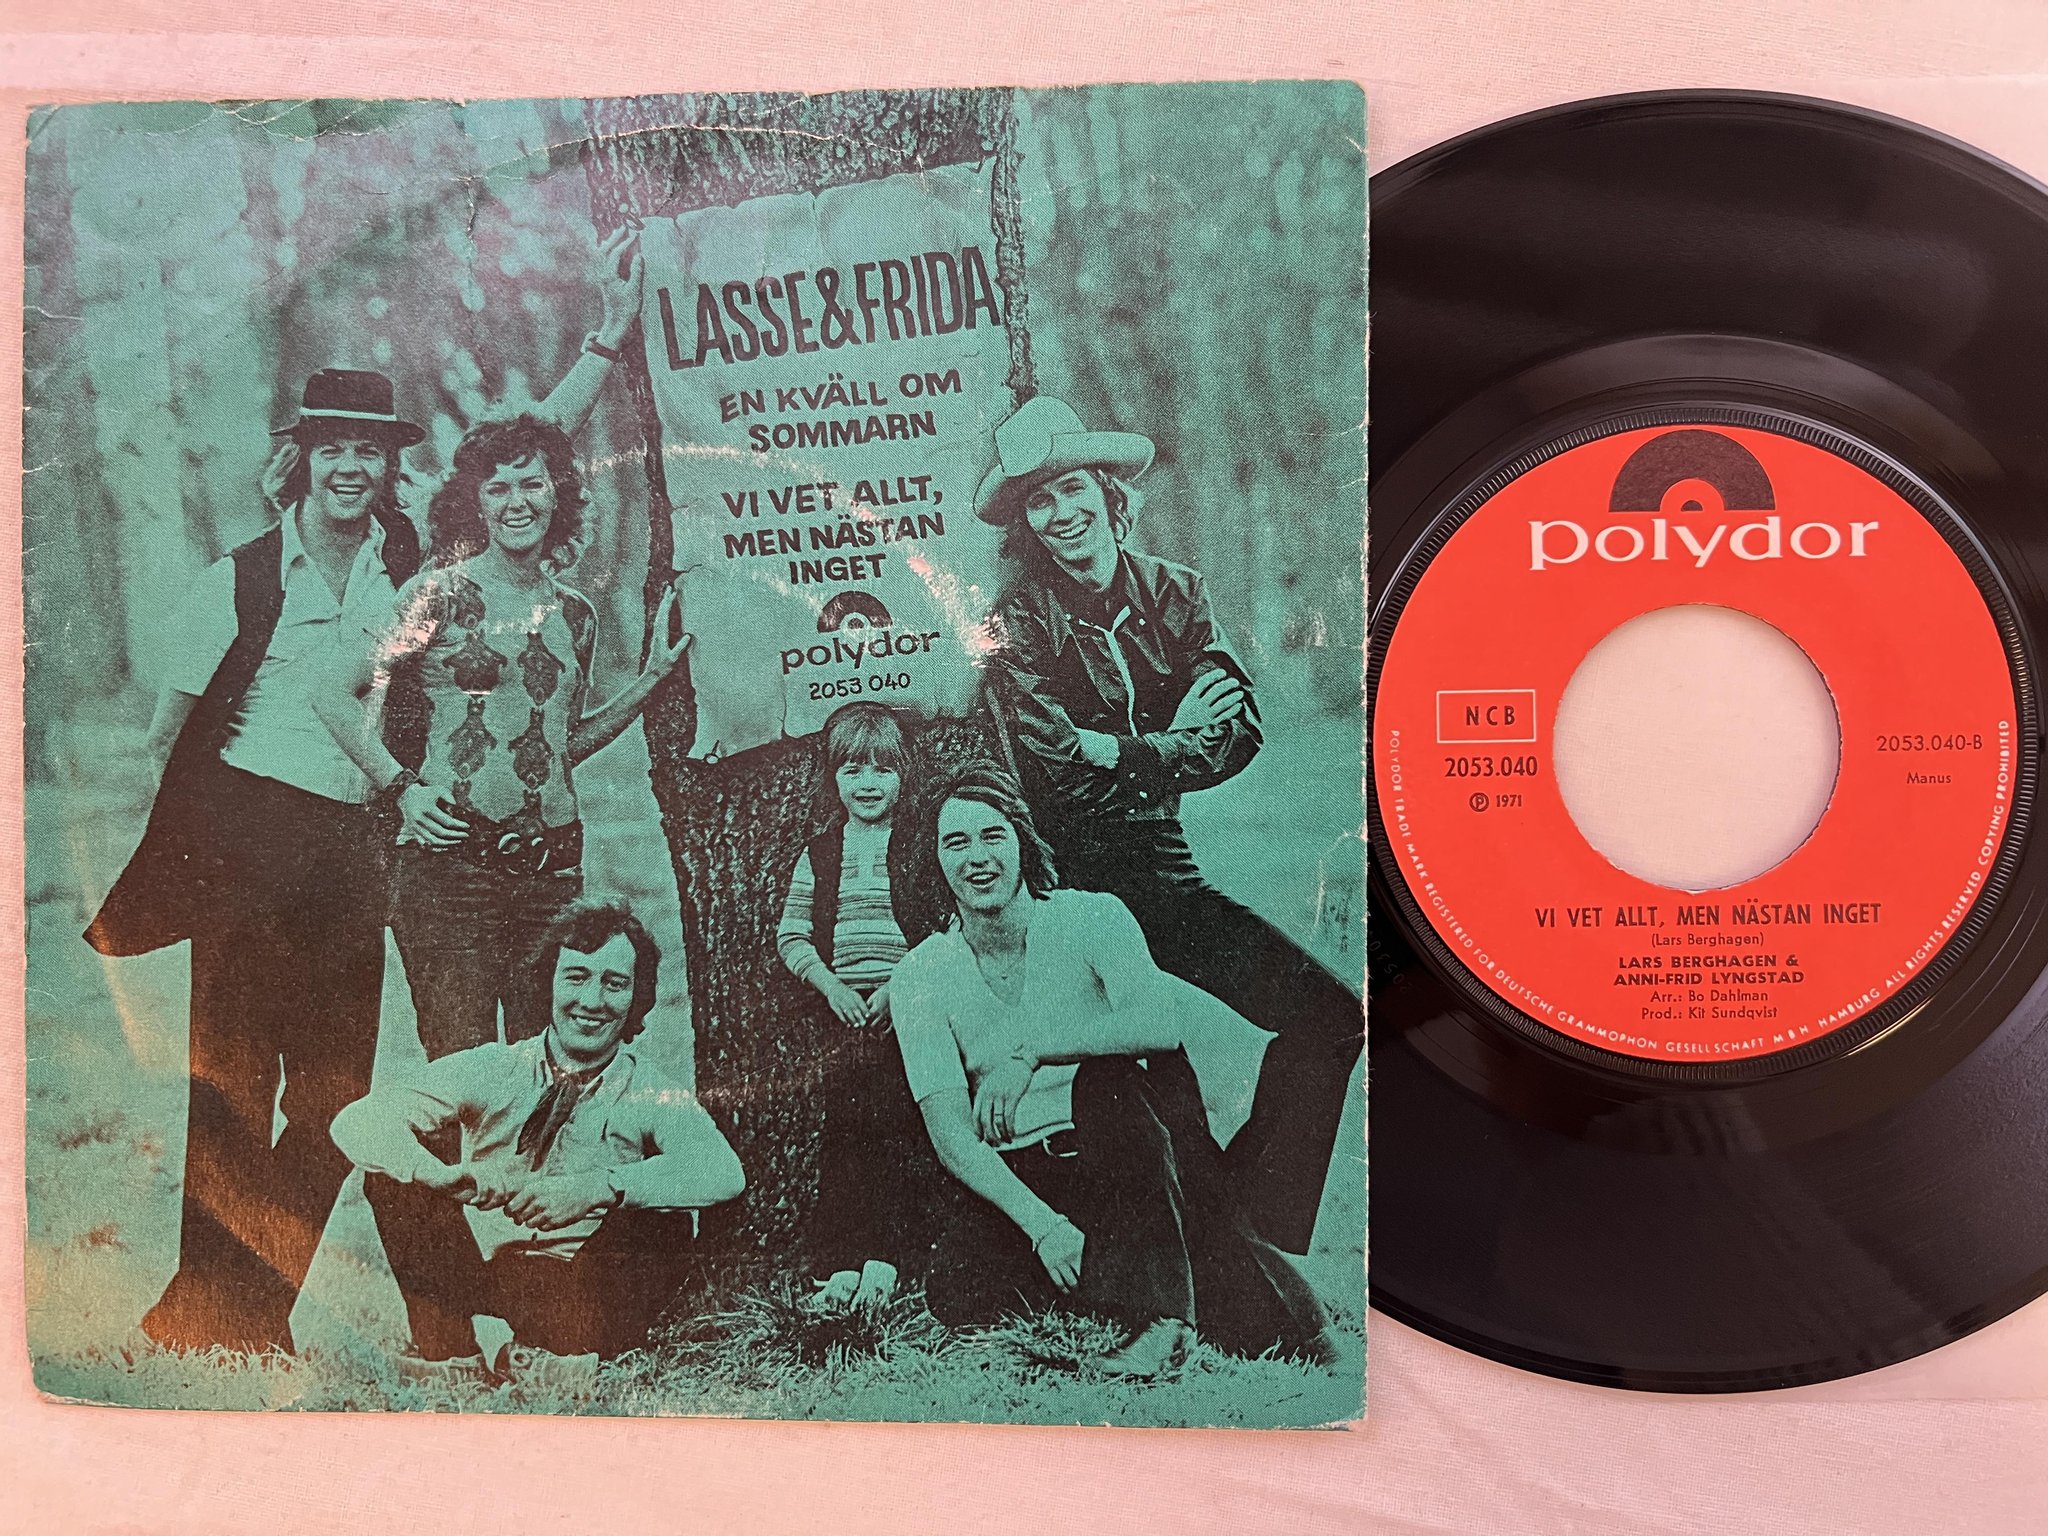 LASSE&FRIDA
EN KVÄLL OM
SOMMARN
VI VET ALLT,
MEN NÄSTAN
INGET
polydor
2053 040
polydor
NCB
2053.040
℗ 1971
2053.040-B
Manus
VI VET ALLT, MEN NÄSTAN INGET
(Lars Berghagen)
LARS BERGHAGEN &
ANNI-FRID LYNGSTAD
Arr.: Bo Dahlman
Prod.: Kit Sundqvist
POLYDOR TRADE MARK REGISTERED FOR DEUTSCHE GRAMMOPHON GESELLSCHAFT M B H HAMBURG ALL RIGHTS RESERVED COPYING PROHIBITED